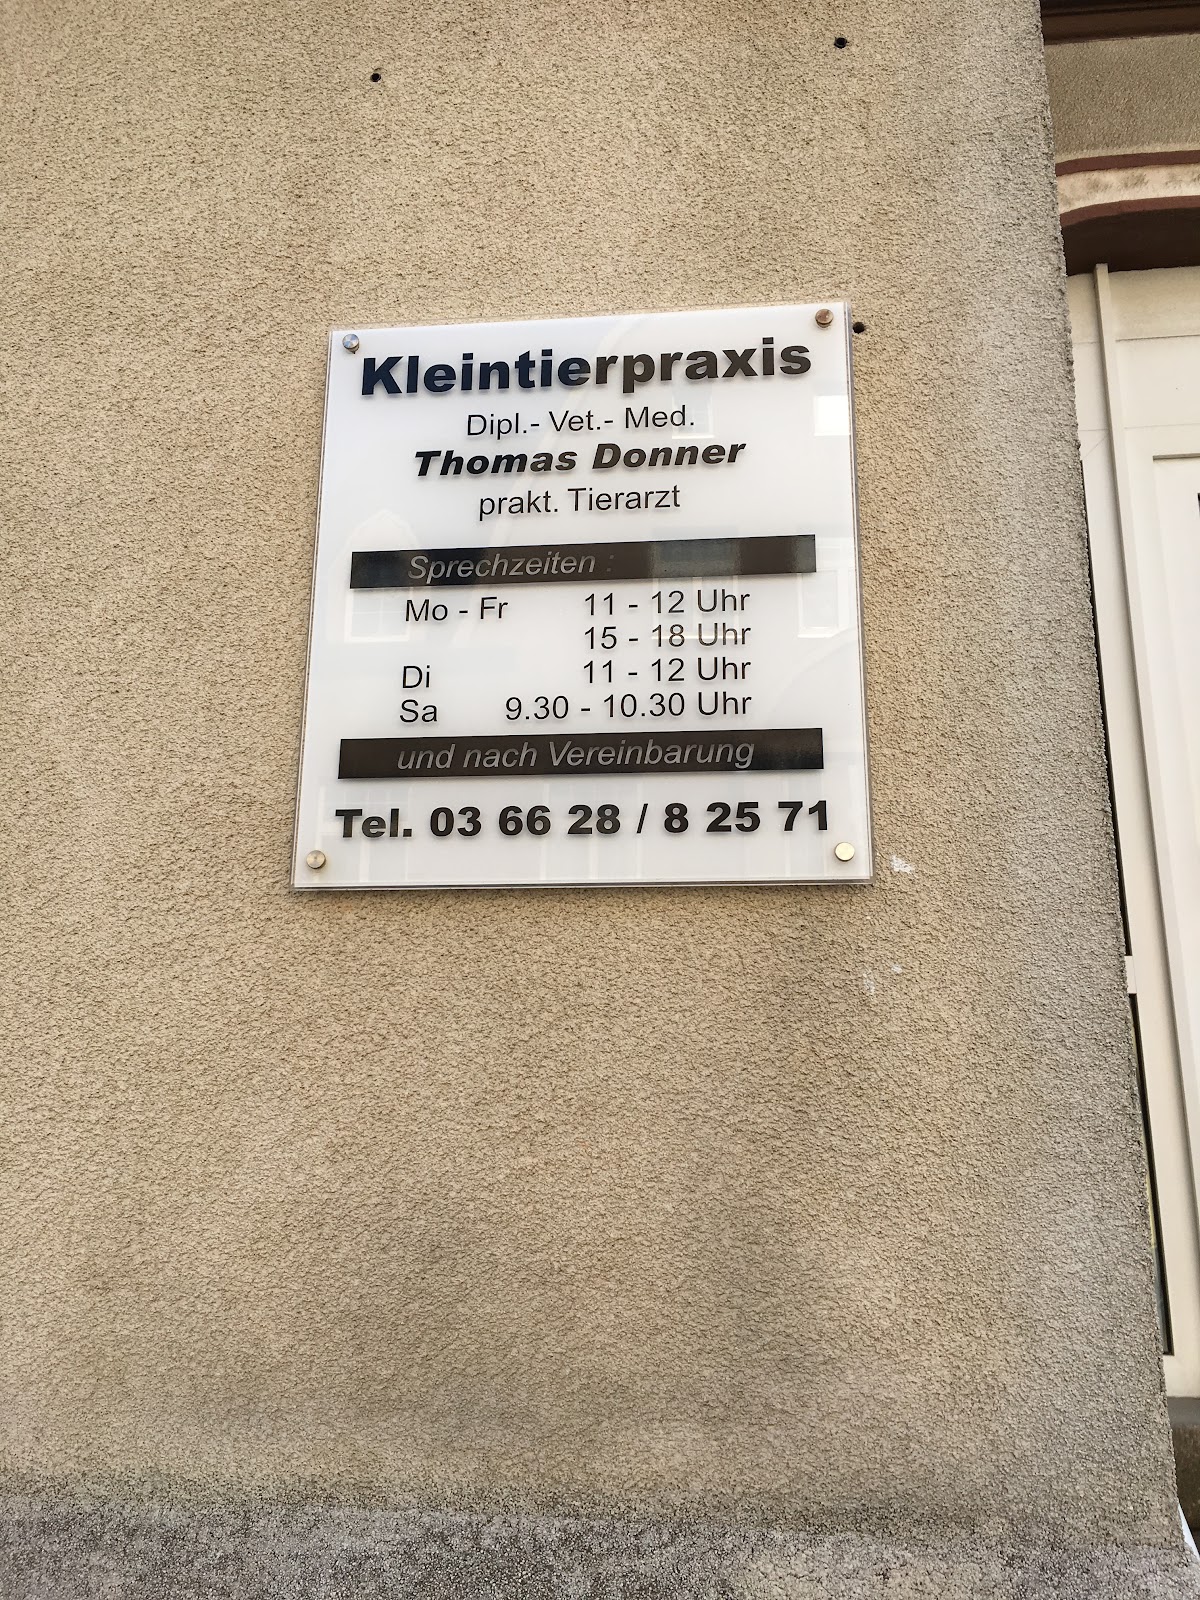 Kleintierpraxis
Dipl.- Vet.- Med.
Thomas Donner
prakt. Tierarzt
Sprechzeiten :
Mo - Fr 11 - 12 Uhr
15 - 18 Uhr
Di 11 - 12 Uhr
Sa 9.30 - 10.30 Uhr
und nach Vereinbarung
Tel. 03 66 28 / 8 25 71